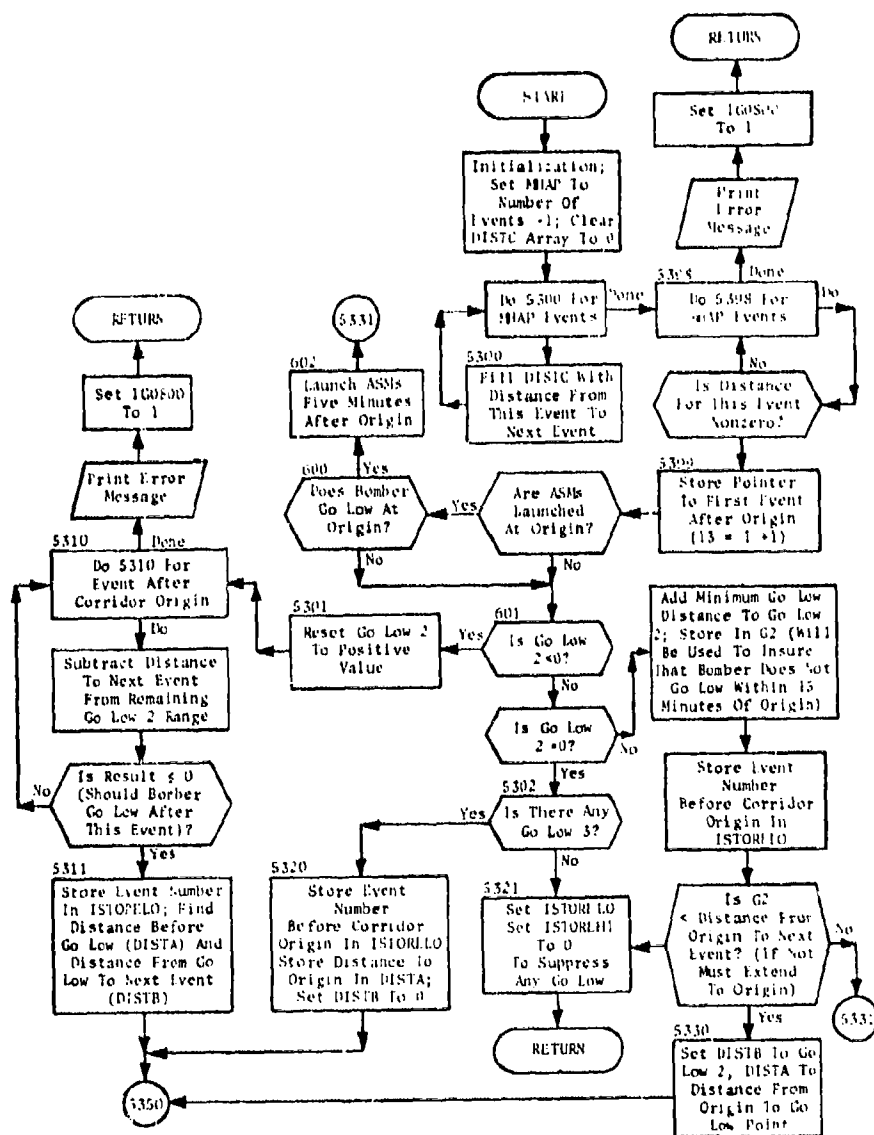 START
Initialization;
Set MHAP To
Number Of
Events +1; Clear
DISTC Array To 0
Do 5300 For
MHAP Events
Done
5300
Fill DISTC With
Distance From
This Event To
Next Event
5398
Do 5398 For
MHAP Events
Done
Do
Print
Error
Message
Set IGOS00
To 1
RETURN
No
Is Distance
For This Event
Nonzero?
5399
Store Pointer
To First Event
After Origin
(I3 = I +1)
Are ASMs
Launched
At Origin?
Yes
No
600
Does Bomber
Go Low At
Origin?
Yes
No
602
Launch ASMs
Five Minutes
After Origin
5331
601
Is Go Low
2 <0?
Yes
No
5301
Reset Go Low 2
To Positive
Value
5310
Do 5310 For
Event After
Corridor Origin
Done
Print Error
Message
Set IGOS00
To 1
RETURN
Do
Subtract Distance
To Next Event
From Remaining
Go Low 2 Range
Is Result ≤ 0
(Should Borber
Go Low After
This Event)?
No
Yes
5311
Store Event Number
In ISTOPELO; Find
Distance Before
Go Low (DISTA) And
Distance From Go
Low To Next Event
(DISTB)
5350
Is Go Low
2 =0?
No
Yes
5302
Is There Any
Go Low 3?
Yes
No
5320
Store Event
Number
Before Corridor
Origin In ISTORELO
Store Distance To
Origin In DISTA;
Set DISTB To 0
5321
Set ISTORELO
Set ISTOREHI
To 0
To Suppress
Any Go Low
RETURN
Add Minimum Go Low
Distance To Go Low
2; Store In G2 (Will
Be Used To Insure
That Bomber Does Not
Go Low Within 15
Minutes Of Origin)
Store Event
Number
Before Corridor
Origin In
ISTORELO
Is G2
< Distance From
Origin To Next
Event? (If Not
Must Extend
To Origin)
No
Yes
5330
Set DISTB To Go
Low 2, DISTA To
Distance From
Origin To Go
Low Point